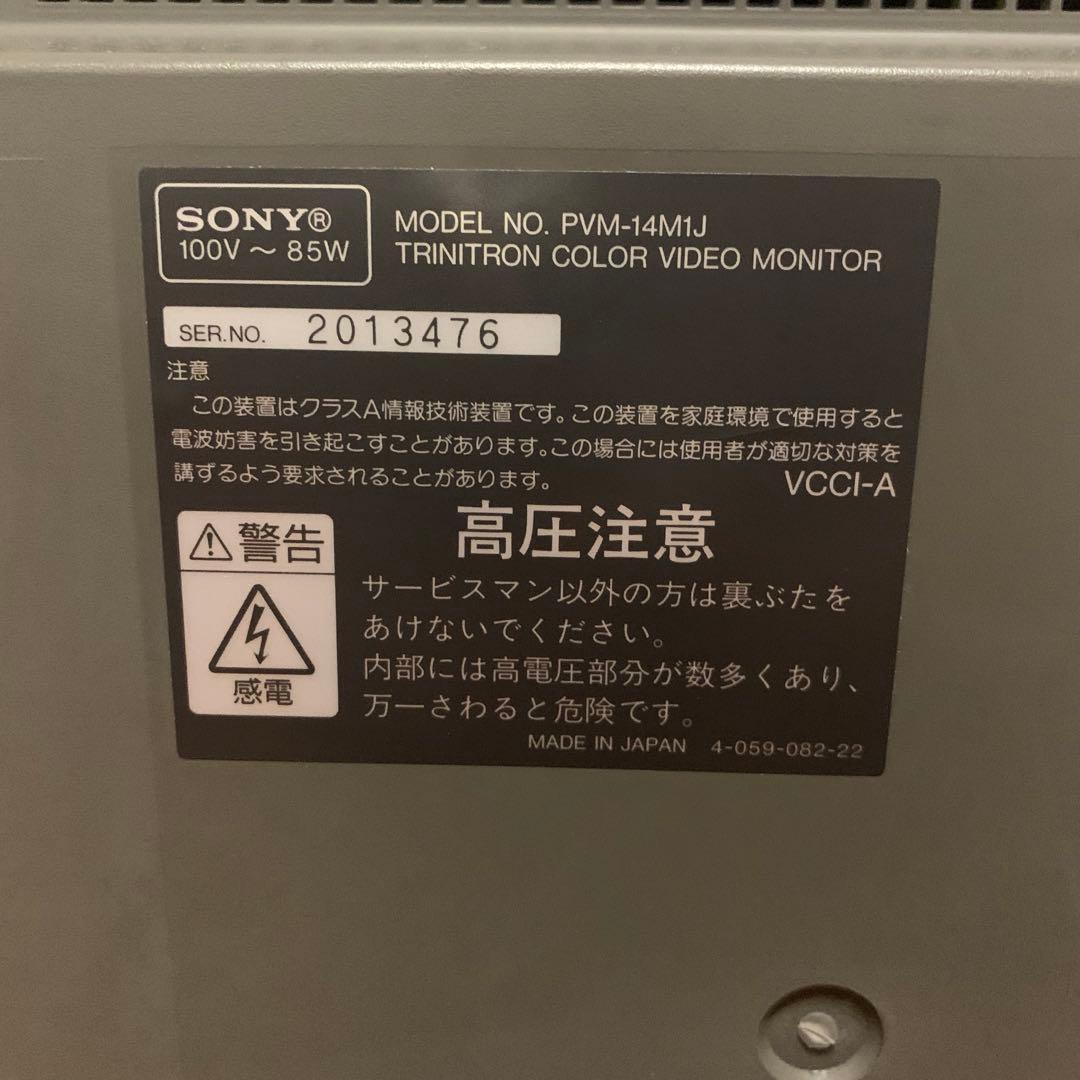 SONY®
100V ～ 85W
MODEL NO. PVM-14M1J
TRINITRON COLOR VIDEO MONITOR
SER.NO. 2013476
注意
この装置はクラスA情報技術装置です。この装置を家庭環境で使用すると
電波妨害を引き起こすことがあります。この場合には使用者が適切な対策を
講ずるよう要求されることがあります。
VCCI-A
⚠警告
感電
高圧注意
サービスマン以外の方は裏ぶたを
あけないでください。
内部には高電圧部分が数多くあり、
万一さわると危険です。
MADE IN JAPAN 4-059-082-22